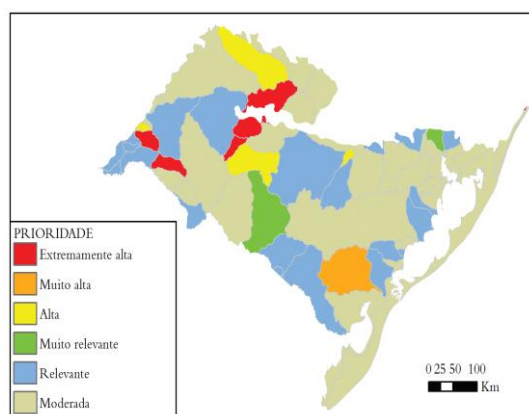 PRIORIDADE
Extremamente alta
Muito alta
Alta
Muito relevante
Relevante
Moderada
0 25 50 100
Km